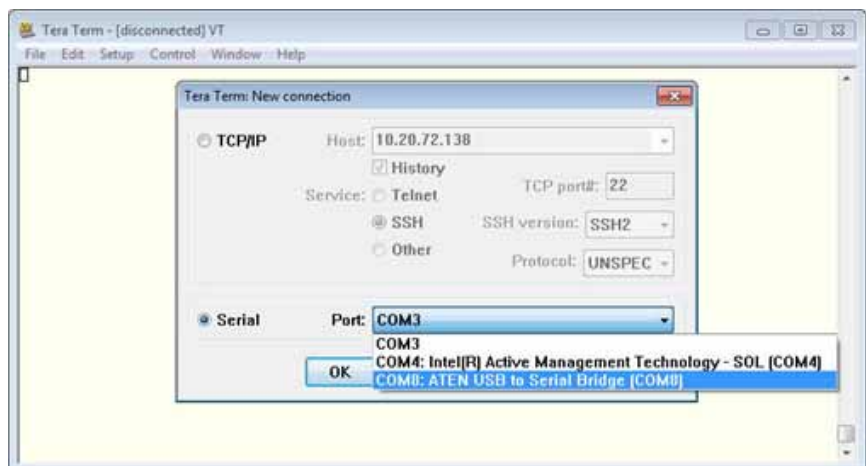 Tera Term - [disconnected] VT
File Edit Setup Control Window Help
Tera Term: New connection
TCP/IP
Host: 10.20.72.138
History
Service: Telnet
TCP port#: 22
SSH
SSH version: SSH2
Other
Protocol: UNSPEC
Serial
Port: COM3
COM3
COM4: Intel(R) Active Management Technology - SOL (COM4)
COM8: ATEN USB to Serial Bridge (COM8)
OK